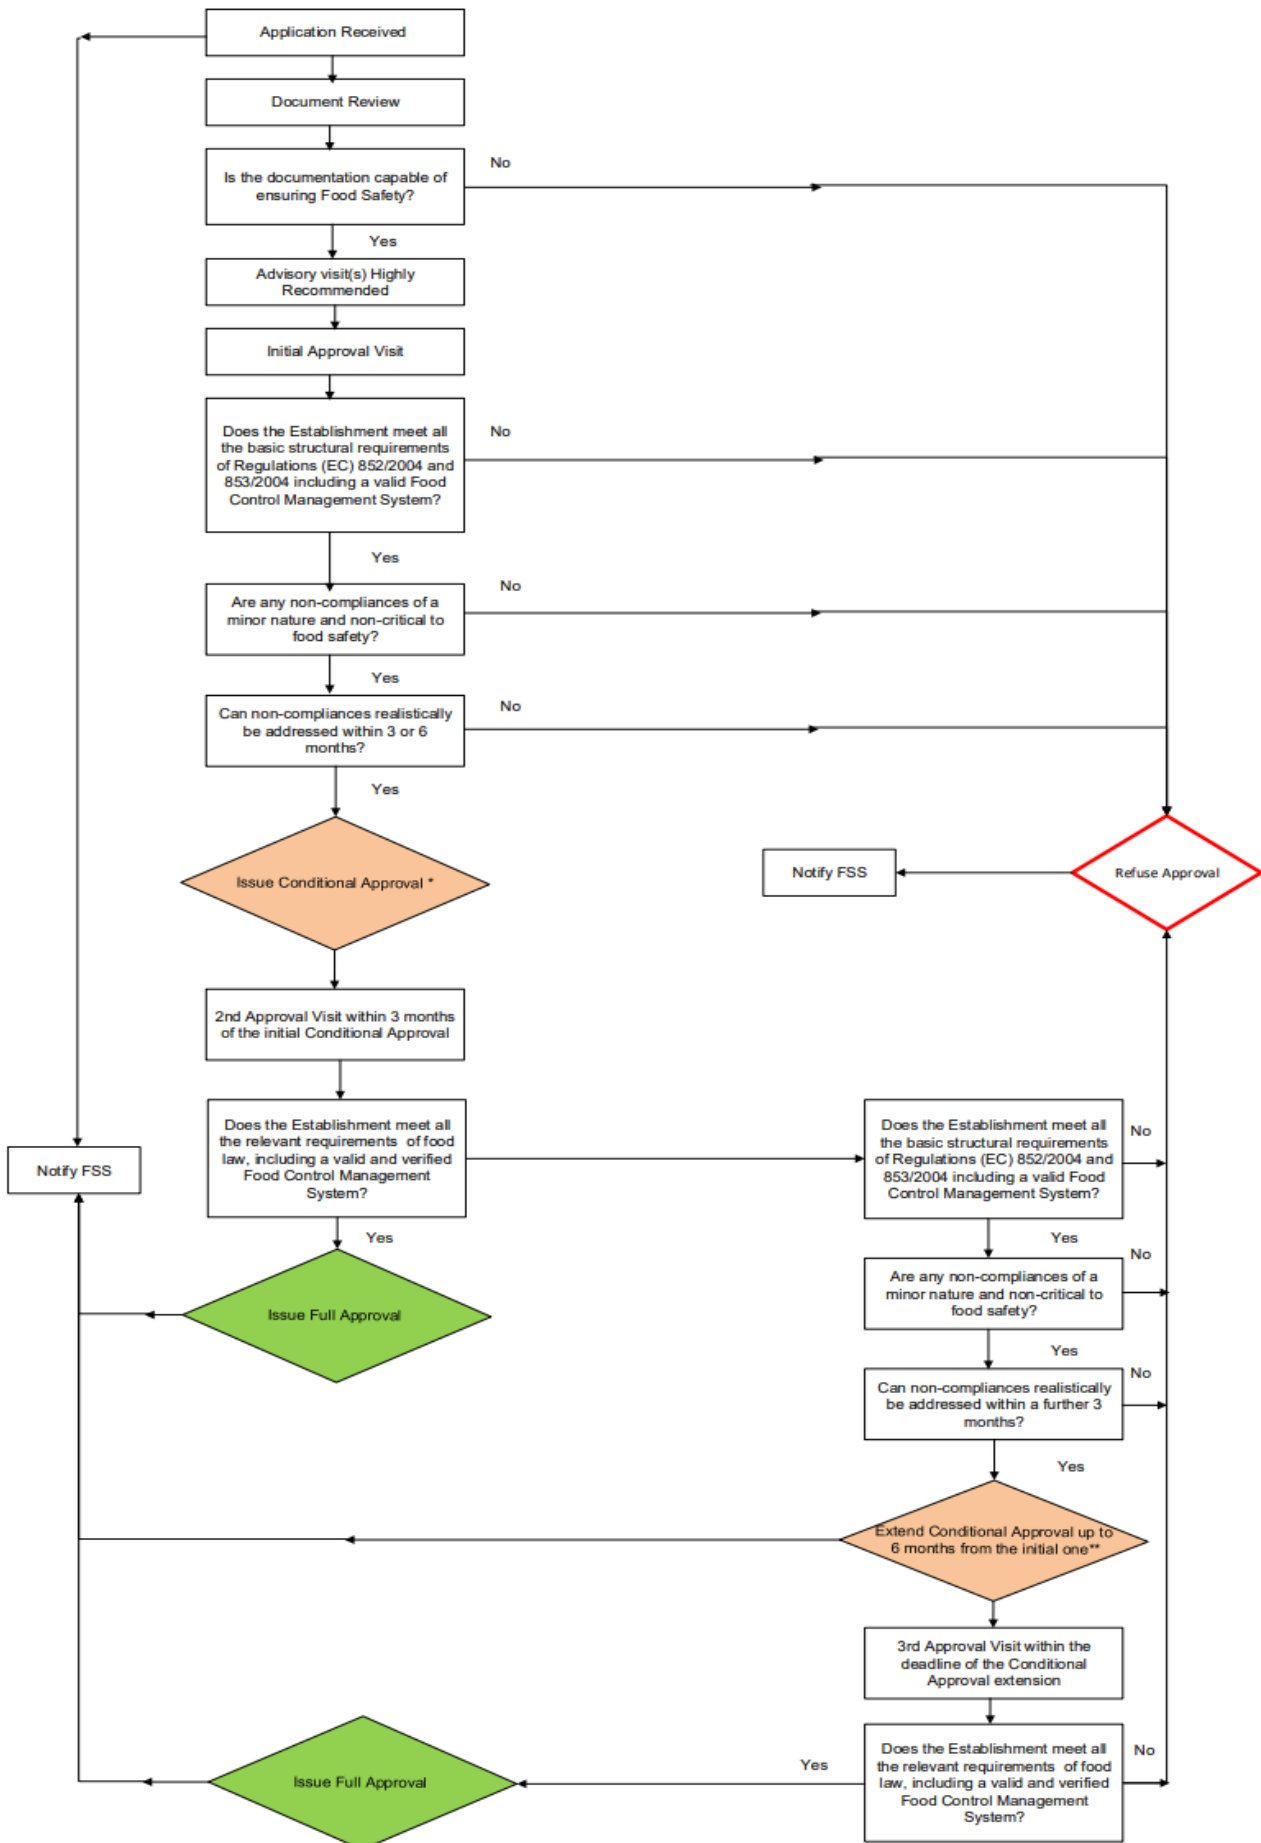 Application Received
Document Review
Is the documentation capable of
ensuring Food Safety?
No
Yes
Advisory visit(s) Highly
Recommended
Initial Approval Visit
Does the Establishment meet all
the basic structural requirements
of Regulations (EC) 852/2004 and
853/2004 including a valid Food
Control Management System?
No
Yes
Are any non-compliances of a
minor nature and non-critical to
food safety?
No
Yes
Can non-compliances realistically
be addressed within 3 or 6
months?
No
Yes
Issue Conditional Approval *
Notify FSS
Refuse Approval
2nd Approval Visit within 3 months
of the initial Conditional Approval
Does the Establishment meet all
the relevant requirements of food
law, including a valid and verified
Food Control Management
System?
Does the Establishment meet all
the basic structural requirements
of Regulations (EC) 852/2004 and
853/2004 including a valid Food
Control Management System?
No
Notify FSS
Yes
Yes
Issue Full Approval
Are any non-compliances of a
minor nature and non-critical to
food safety?
No
Yes
Can non-compliances realistically
be addressed within a further 3
months?
No
Yes
Extend Conditional Approval up to
6 months from the initial one**
3rd Approval Visit within the
deadline of the Conditional
Approval extension
Does the Establishment meet all
the relevant requirements of food
law, including a valid and verified
Food Control Management
System?
No
Yes
Issue Full Approval